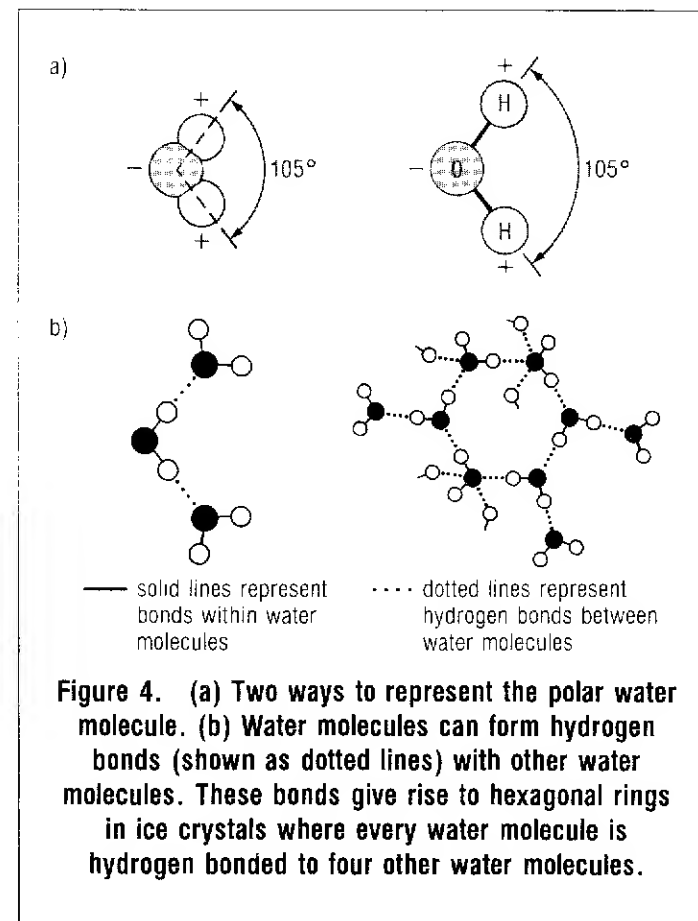 a)
+
−
105°
+
+
H
−
O
105°
H
+
b)
solid lines represent
bonds within water
molecules
dotted lines represent
hydrogen bonds between
water molecules
Figure 4. (a) Two ways to represent the polar water
molecule. (b) Water molecules can form hydrogen
bonds (shown as dotted lines) with other water
molecules. These bonds give rise to hexagonal rings
in ice crystals where every water molecule is
hydrogen bonded to four other water molecules.